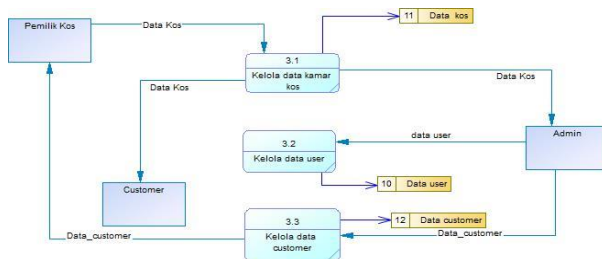 Pemilik Kos
Data Kos
11 Data kos
3.1
Kelola data kamar
kos
Data Kos
Data Kos
data user
Admin
3.2
Kelola data user
10 Data user
Customer
3.3
Kelola data
customer
12 Data customer
Data_customer
Data_customer